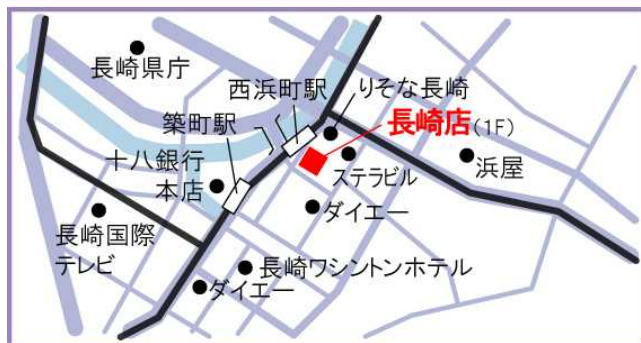 長崎県庁
西浜町駅
りそな長崎
築町駅
長崎店(1F)
十八銀行
本店
ステラビル
浜屋
ダイエー
長崎国際
テレビ
長崎ワシントンホテル
ダイエー